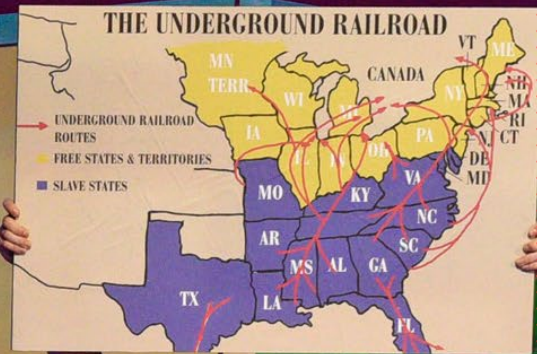 THE UNDERGROUND RAILROAD
VT
ME
MN
TERR
CANADA
WI
NY
NH
MI
MA
RI
UNDERGROUND RAILROAD
ROUTES
IA
PA
NJ
CT
IL
IN
OH
FREE STATES & TERRITORIES
DE
MD
SLAVE STATES
MO
KY
VA
NC
AR
SC
MS
AL
GA
TX
LA
FL